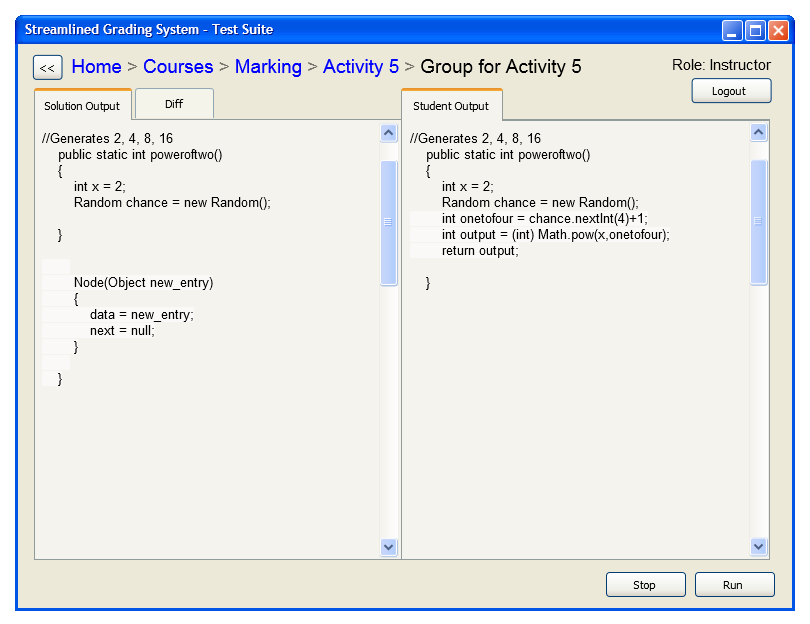 Streamlined Grading System - Test Suite
<< Home > Courses > Marking > Activity 5 > Group for Activity 5
Role: Instructor
Logout
Solution Output
Diff
//Generates 2, 4, 8, 16
public static int poweroftwo()
{
int x = 2;
Random chance = new Random();
}
Node(Object new_entry)
{
data = new_entry;
next = null;
}
}
Student Output
//Generates 2, 4, 8, 16
public static int poweroftwo()
{
int x = 2;
Random chance = new Random();
int onetofour = chance.nextInt(4)+1;
int output = (int) Math.pow(x,onetofour);
return output;
}
Stop
Run